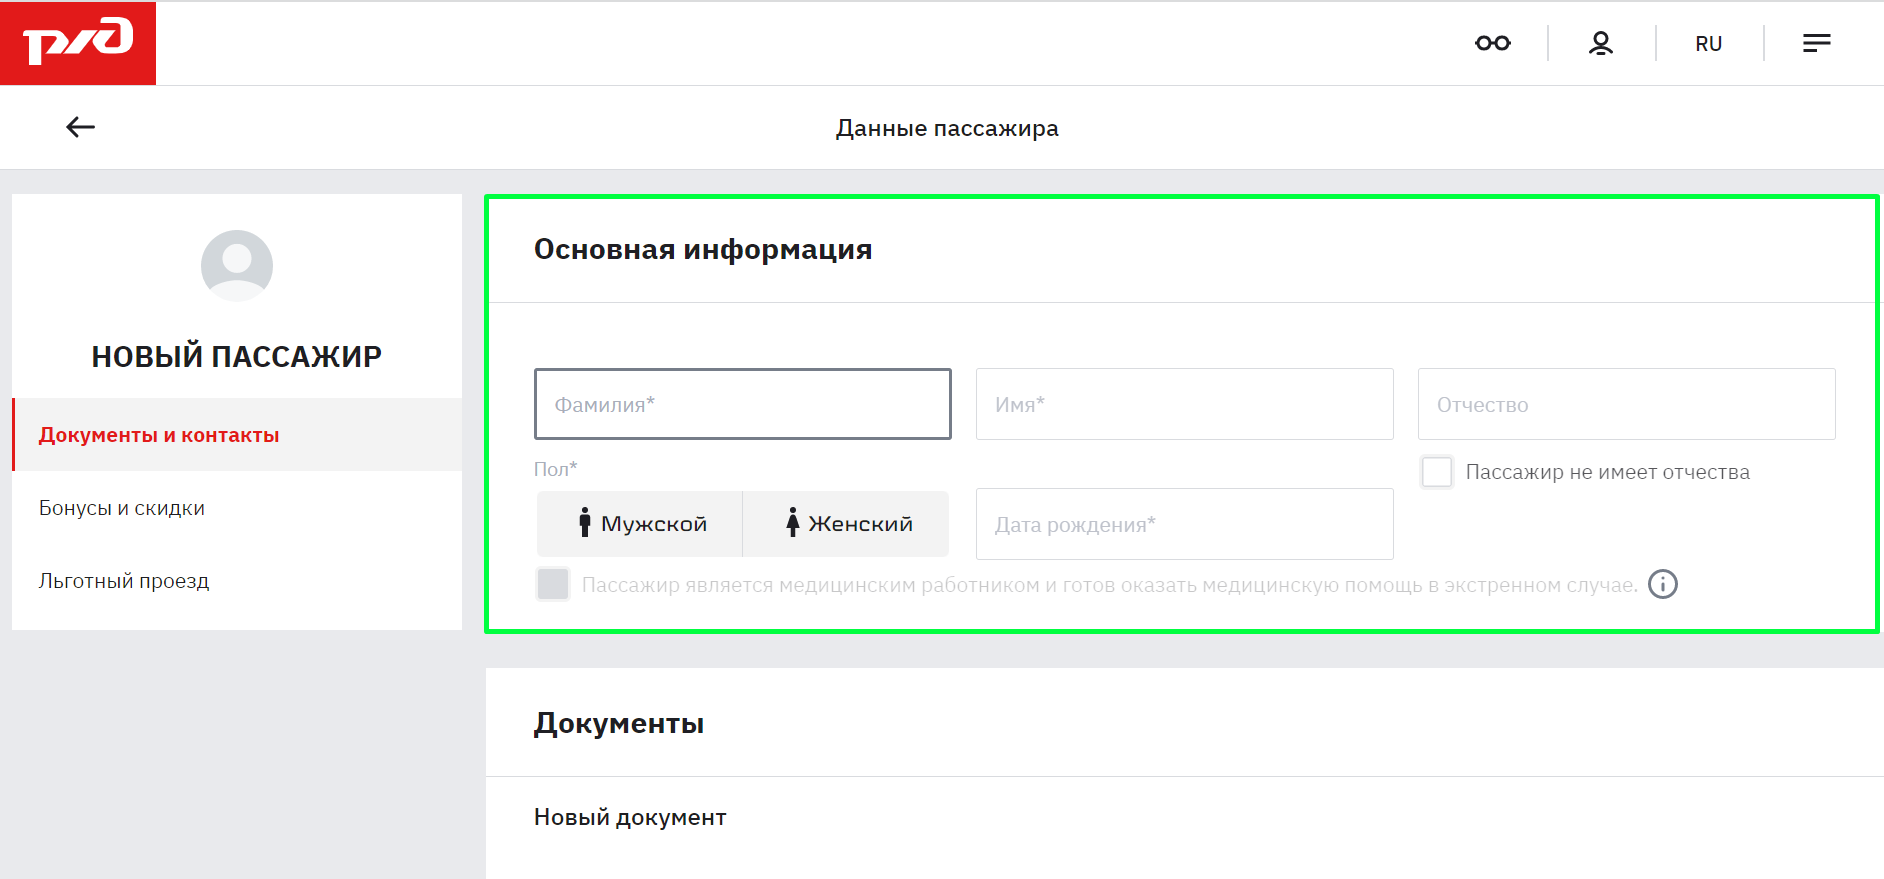 ржд
RU
Данные пассажира
НОВЫЙ ПАССАЖИР
Документы и контакты
Бонусы и скидки
Льготный проезд
Основная информация
Фамилия* Имя* Отчество
Пол* Пассажир не имеет отчества
Мужской Женский Дата рождения*
Пассажир является медицинским работником и готов оказать медицинскую помощь в экстренном случае.
Документы
Новый документ